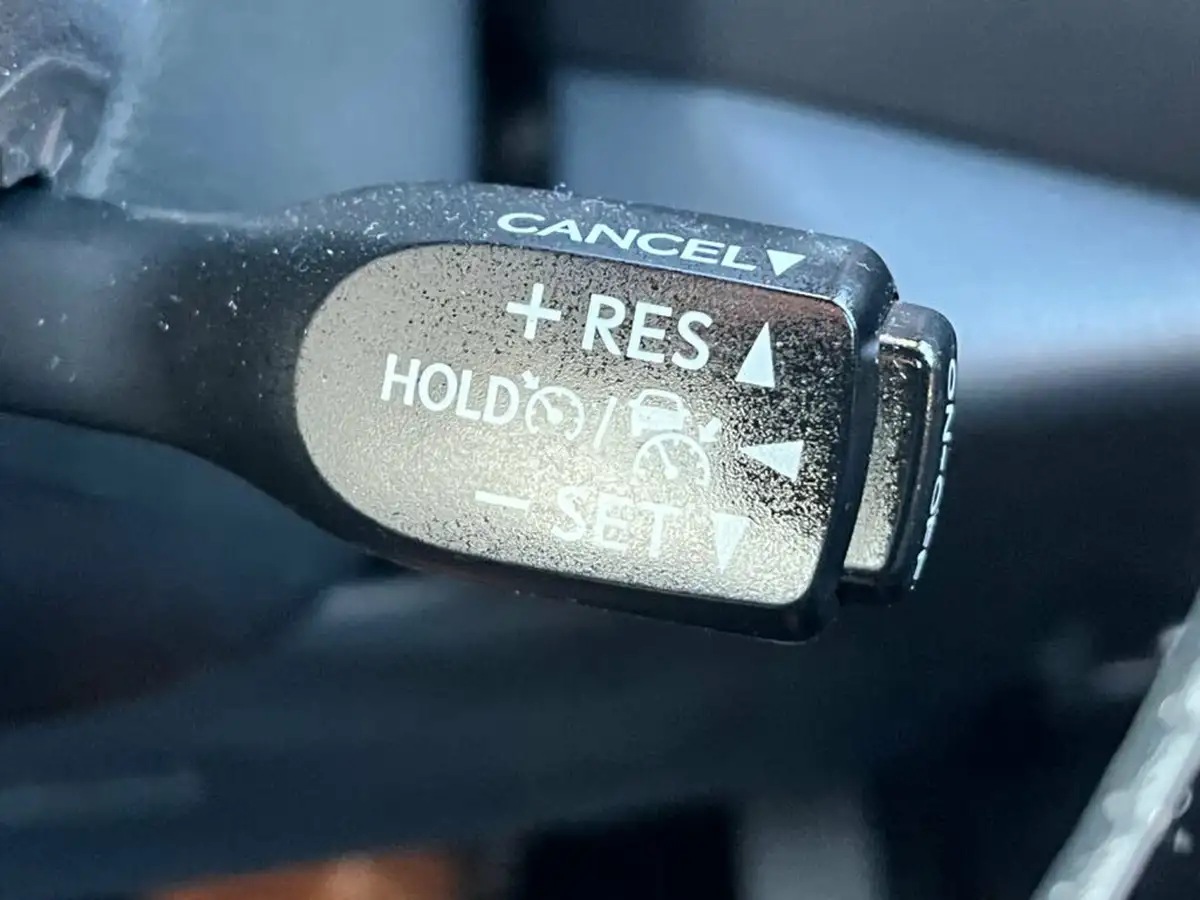 CANCEL▼
+ RES ▲
HOLD / ◀
− SET ▼
ON·OFF